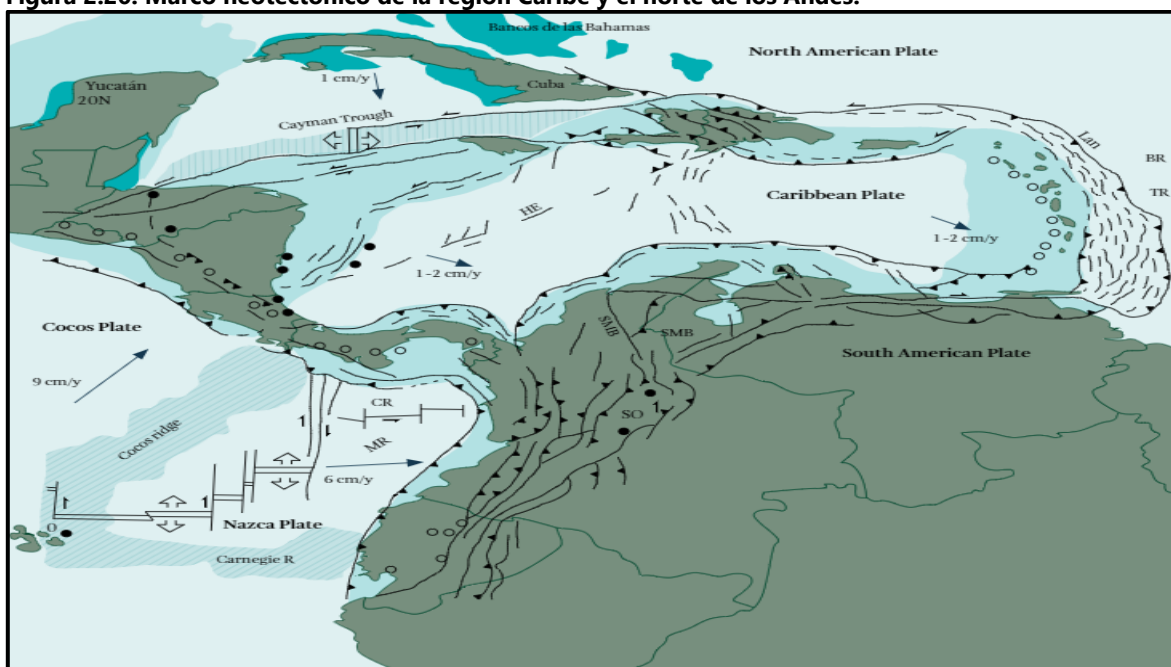 Figura 2.20. Marco neotectónico de la región Caribe y el norte de los Andes.
Bancos de las Bahamas
North American Plate
Yucatán
20N
1 cm/y
Cuba
Cayman Trough
Lan
BR
TR
Caribbean Plate
HE
1-2 cm/y
1-2 cm/y
Cocos Plate
SMB
SMB
South American Plate
9 cm/y
CR
SO
1
Cocos ridge
MR
6 cm/y
Nazca Plate
O
Carnegie R